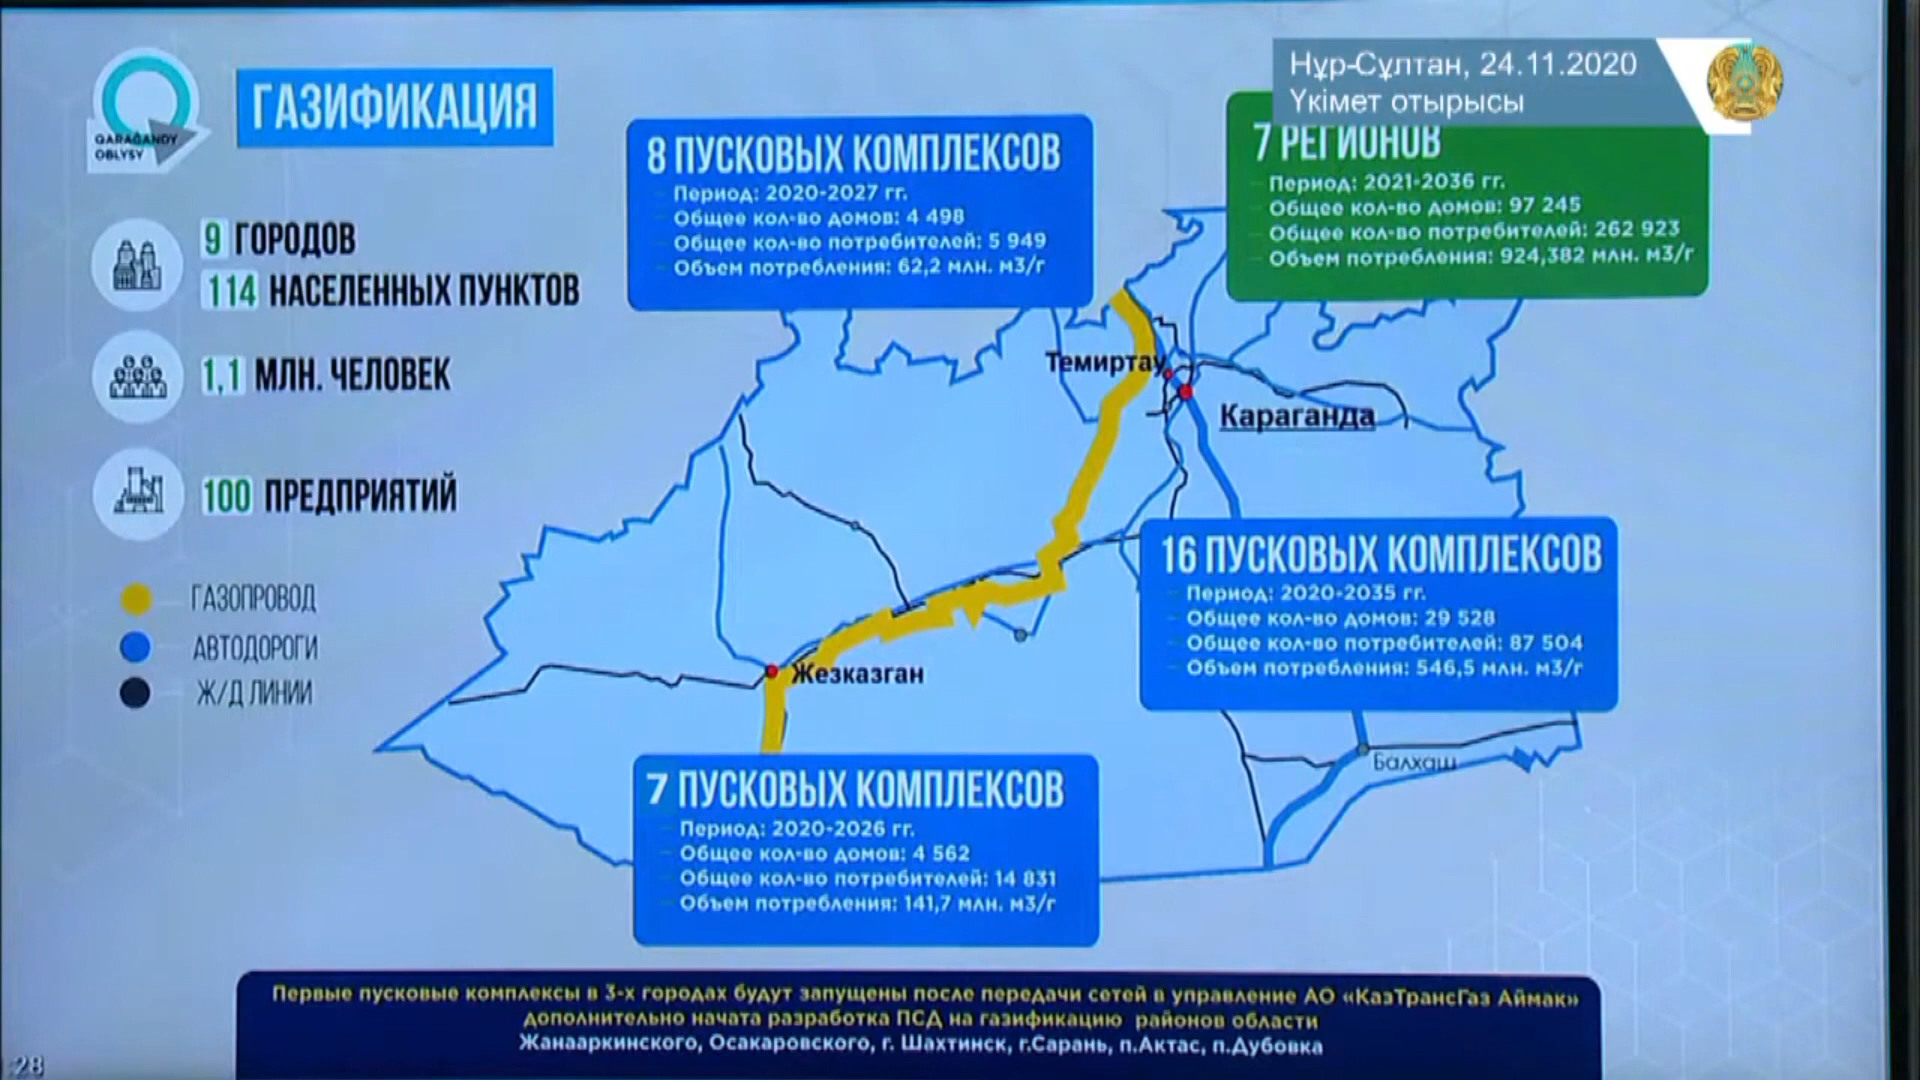 Нұр-Сұлтан, 24.11.2020
Үкімет отырысы
QARAǴANDY
OBLYSY
ГАЗИФИКАЦИЯ
9 ГОРОДОВ
114 НАСЕЛЕННЫХ ПУНКТОВ
1,1 МЛН. ЧЕЛОВЕК
100 ПРЕДПРИЯТИЙ
ГАЗОПРОВОД
АВТОДОРОГИ
Ж/Д ЛИНИИ
8 ПУСКОВЫХ КОМПЛЕКСОВ
Период: 2020-2027 гг.
Общее кол-во домов: 4 498
Общее кол-во потребителей: 5 949
Объем потребления: 62,2 млн. м3/г
7 РЕГИОНОВ
Период: 2021-2036 гг.
Общее кол-во домов: 97 245
Общее кол-во потребителей: 262 923
Объем потребления: 924,382 млн. м3/г
Темиртау
Караганда
16 ПУСКОВЫХ КОМПЛЕКСОВ
Период: 2020-2035 гг.
Общее кол-во домов: 29 528
Общее кол-во потребителей: 87 504
Объем потребления: 546,5 млн. м3/г
Жезказган
Балхаш
7 ПУСКОВЫХ КОМПЛЕКСОВ
Период: 2020-2026 гг.
Общее кол-во домов: 4 562
Общее кол-во потребителей: 14 831
Объем потребления: 141,7 млн. м3/г
Первые пусковые комплексы в 3-х городах будут запущены после передачи сетей в управление АО «КазТрансГаз Аймак»
дополнительно начата разработка ПСД на газификацию районов области
Жанааркинского, Осакаровского, г. Шахтинск, г.Сарань, п.Актас, п.Дубовка
:28